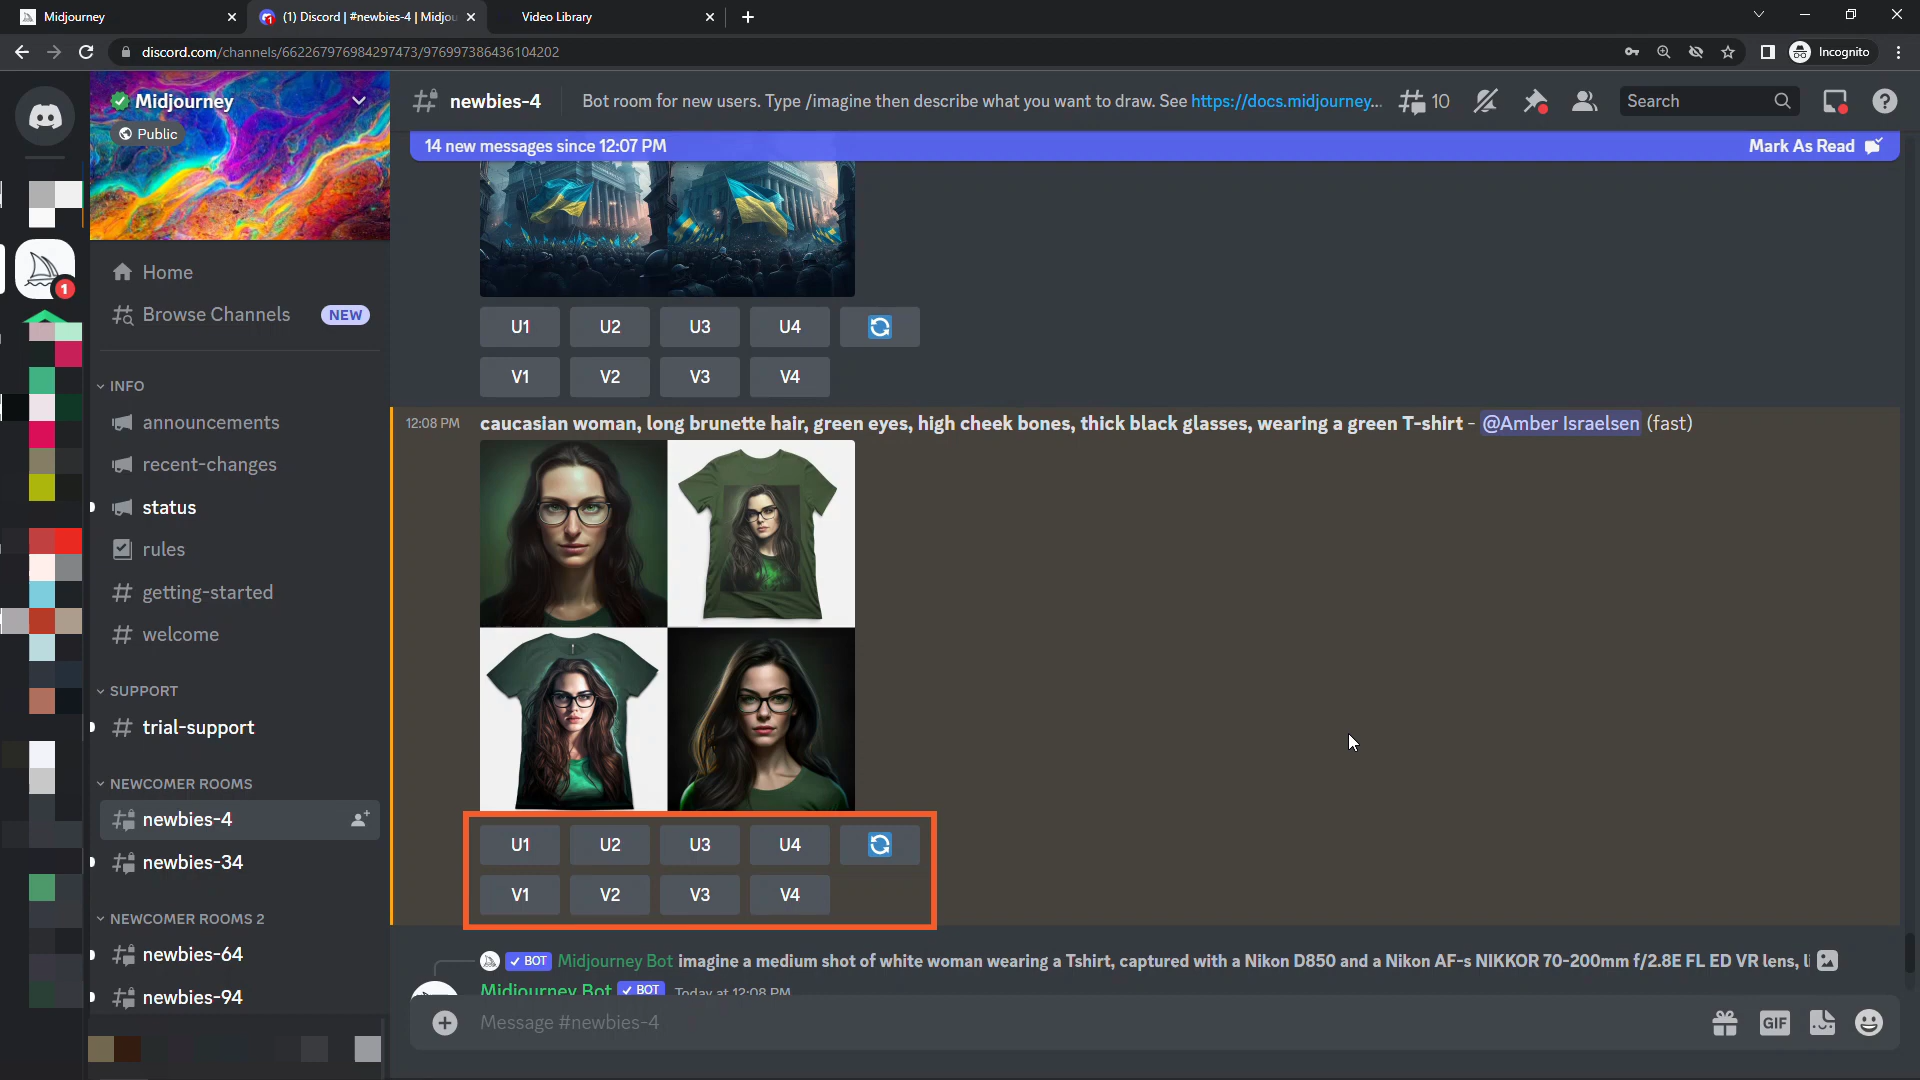 Midjourney
(1) Discord | #newbies-4 | Midjou
Video Library
discord.com/channels/662267976984297473/976997386436104202
Incognito
Midjourney
Public
newbies-4
Bot room for new users. Type /imagine then describe what you want to draw. See https://docs.midjourney...
10
Search
14 new messages since 12:07 PM
Mark As Read
1
Home
Browse Channels
NEW
INFO
announcements
recent-changes
status
rules
getting-started
welcome
SUPPORT
trial-support
NEWCOMER ROOMS
newbies-4
newbies-34
NEWCOMER ROOMS 2
newbies-64
newbies-94
U1 U2 U3 U4
V1 V2 V3 V4
12:08 PM
caucasian woman, long brunette hair, green eyes, high cheek bones, thick black glasses, wearing a green T-shirt - @Amber Israelsen (fast)
U1 U2 U3 U4
V1 V2 V3 V4
BOT Midjourney Bot imagine a medium shot of white woman wearing a Tshirt, captured with a Nikon D850 and a Nikon AF-s NIKKOR 70-200mm f/2.8E FL ED VR lens, l
Midjourney Bot BOT Today at 12:08 PM
Message #newbies-4
GIF